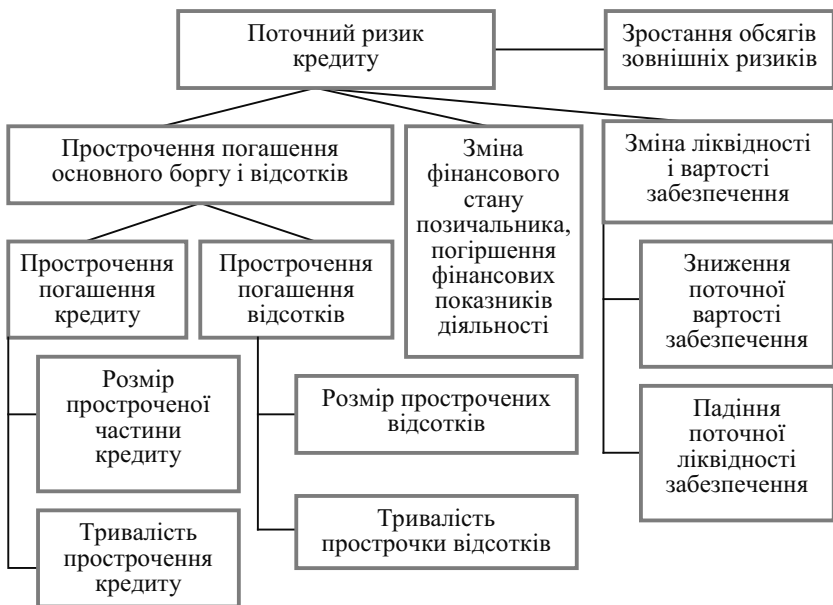 Поточний ризик
кредиту
Зростання обсягів
зовнішніх ризиків
Прострочення погашення
основного боргу і відсотків
Зміна
фінансового
стану
позичальника,
погіршення
фінансових
показників
діяльності
Зміна ліквідності
і вартості
забезпечення
Прострочення
погашення
кредиту
Прострочення
погашення
відсотків
Зниження
поточної
вартості
забезпечення
Розмір
простроченої
частини
кредиту
Розмір прострочених
відсотків
Падіння
поточної
ліквідності
забезпечення
Тривалість
прострочення
кредиту
Тривалість
прострочки відсотків